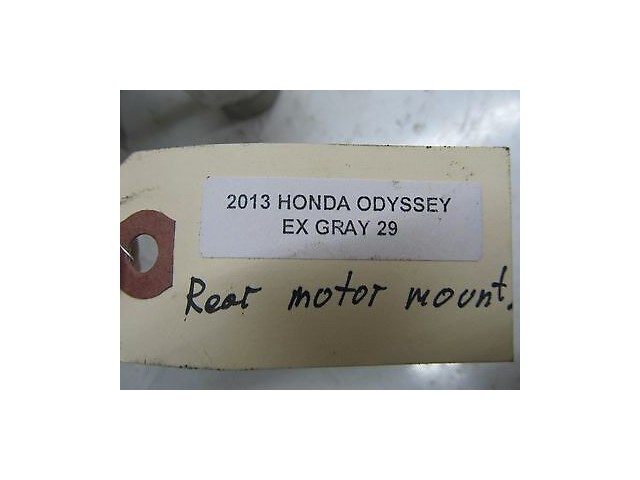 2013 HONDA ODYSSEY
EX GRAY 29
Rear motor mount.